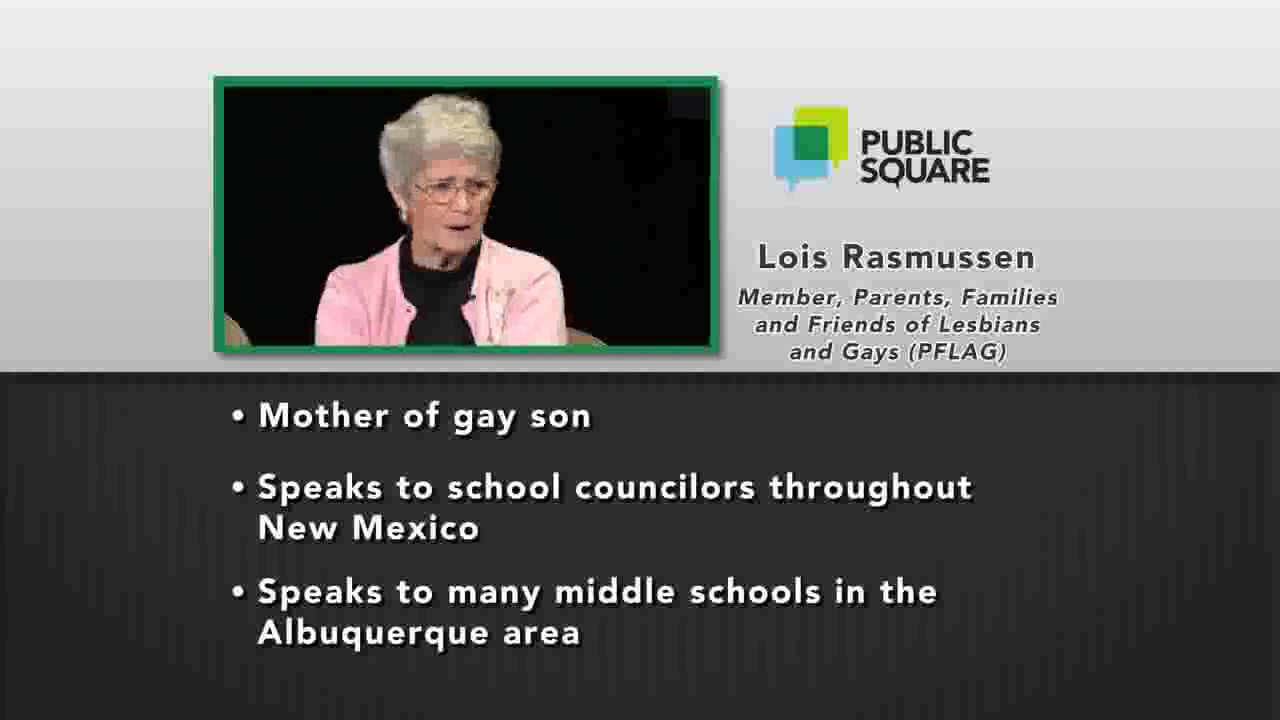 PUBLIC
SQUARE
Lois Rasmussen
Member, Parents, Families
and Friends of Lesbians
and Gays (PFLAG)
• Mother of gay son
• Speaks to school councilors throughout
New Mexico
• Speaks to many middle schools in the
Albuquerque area